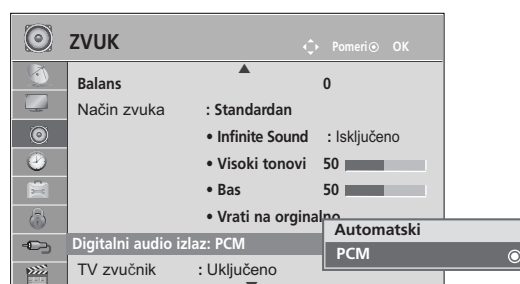 ZVUK Pomeri OK
Balans 0
Način zvuka : Standardan
• Infinite Sound : Isključeno
• Visoki tonovi 50
• Bas 50
• Vrati na orginalno
Digitalni audio izlaz: PCM
TV zvučnik : Uključeno
Automatski
PCM